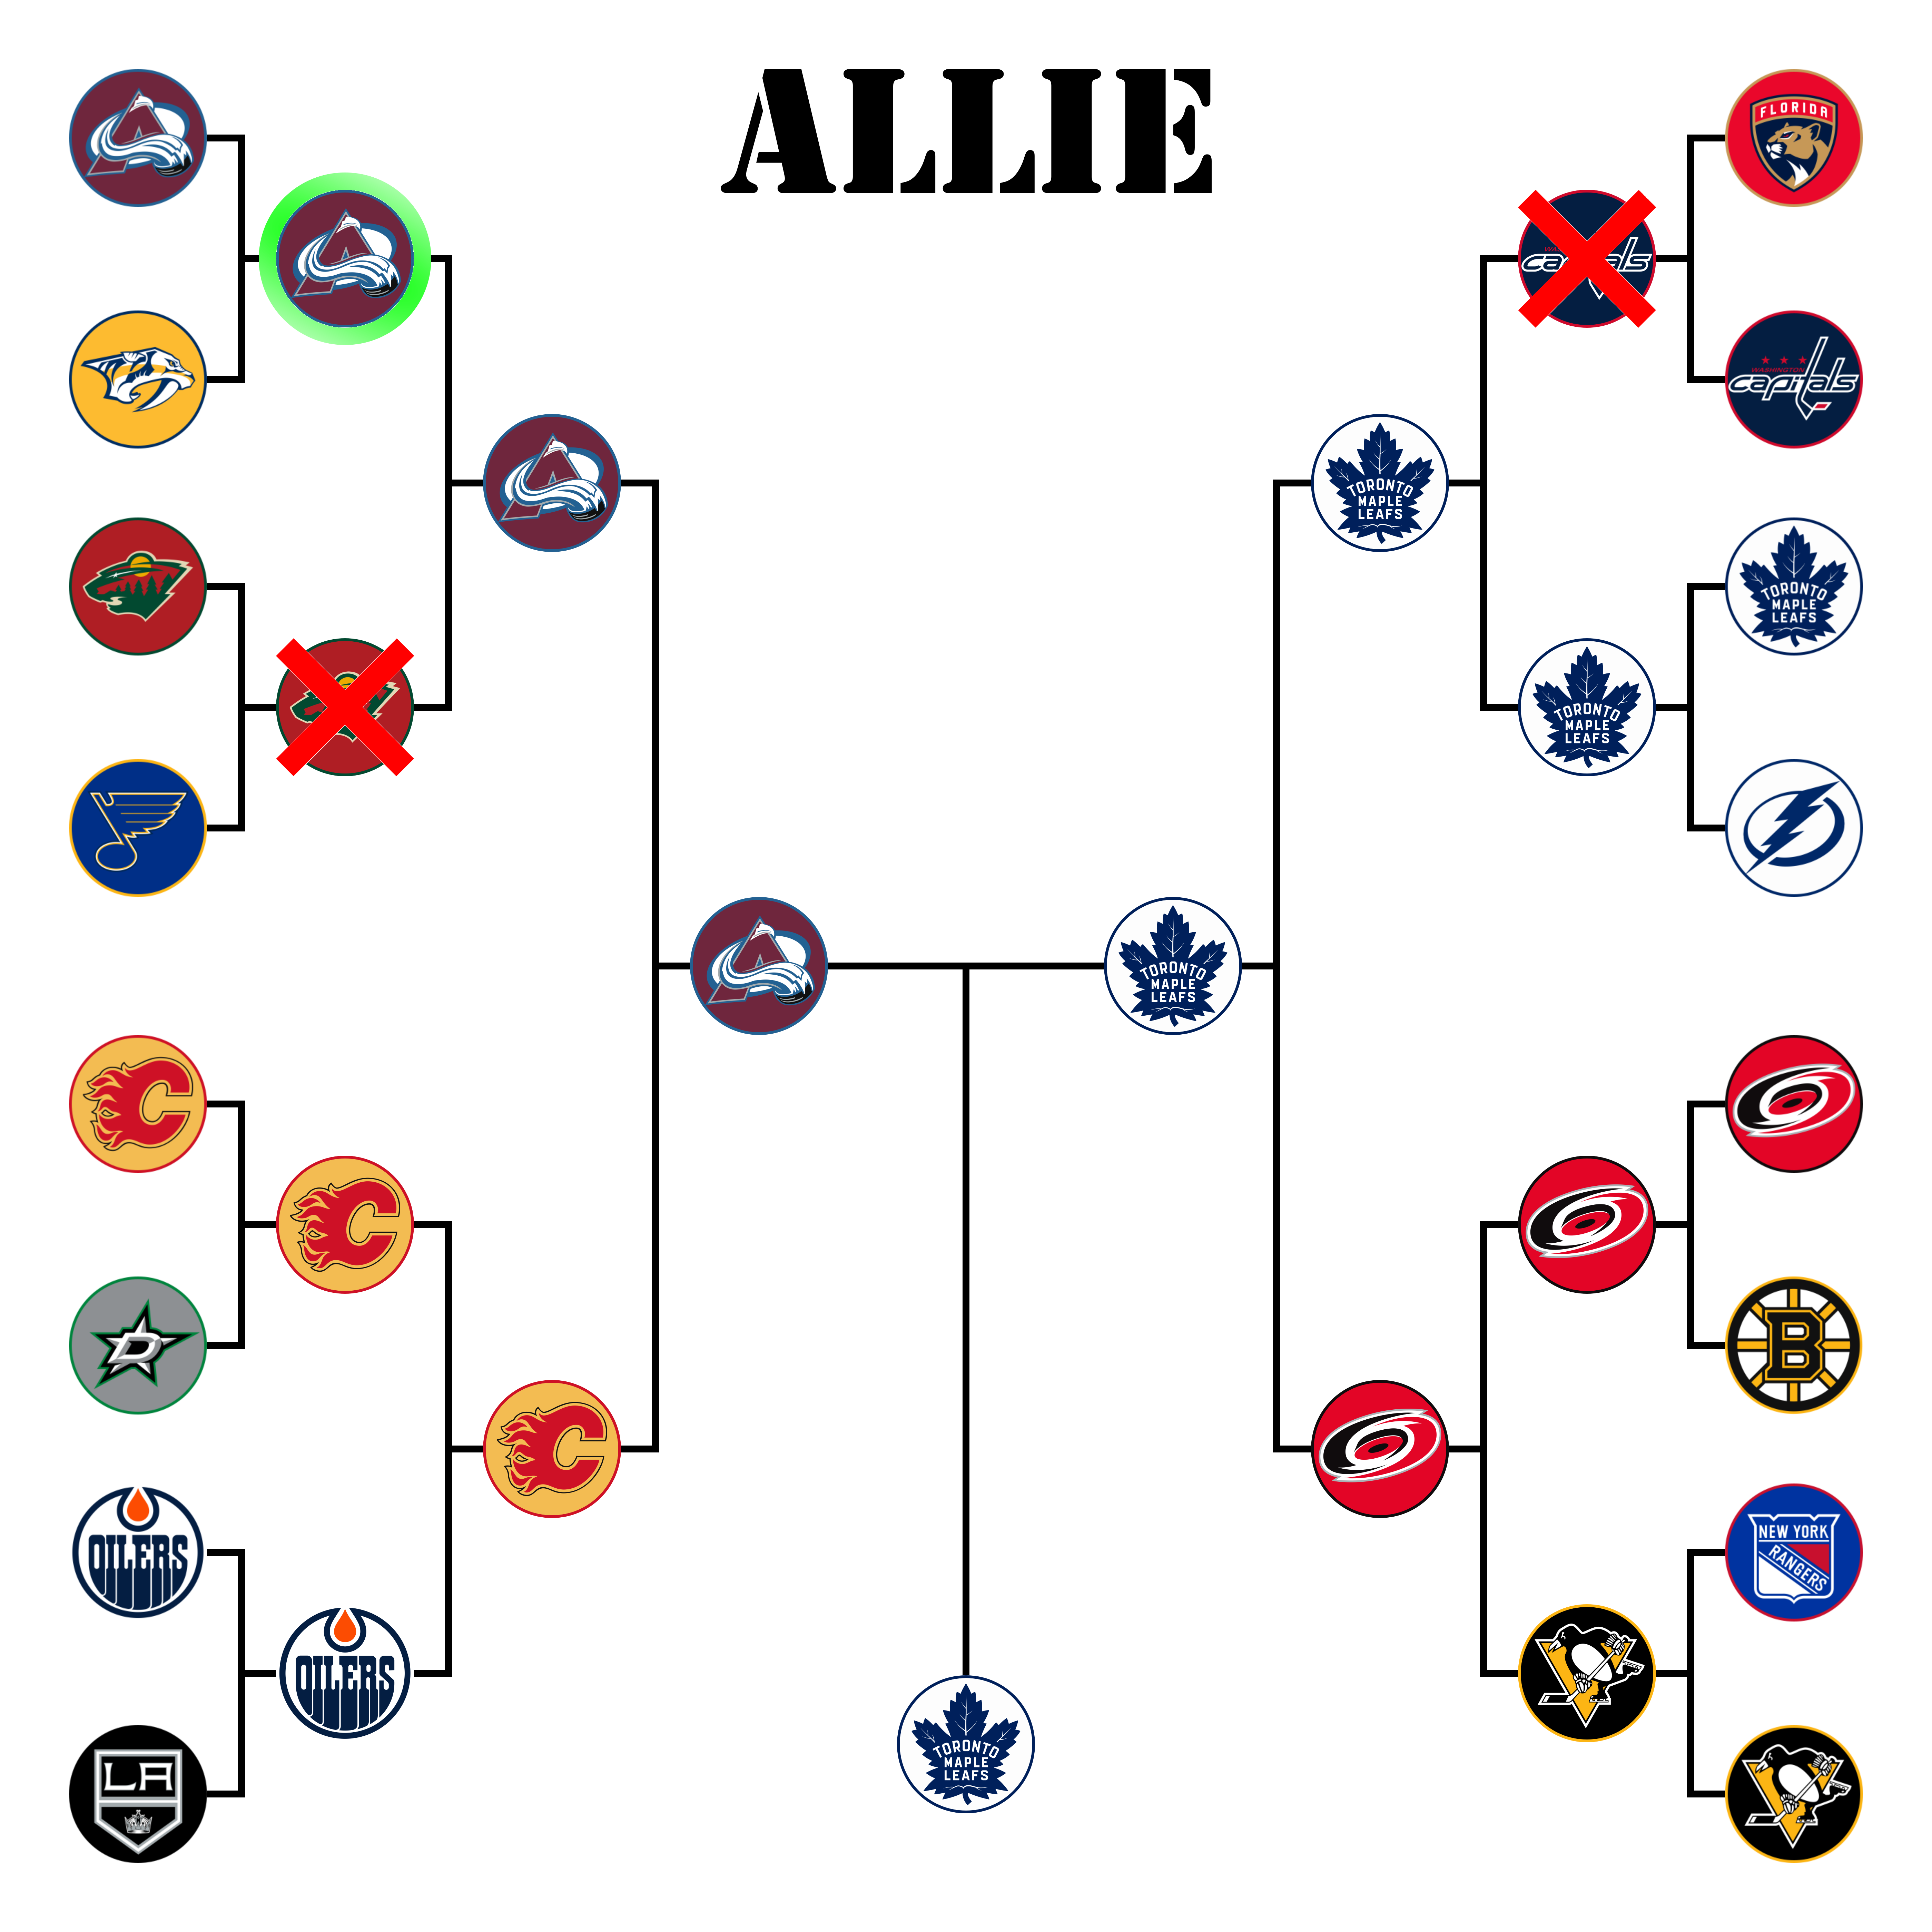 ALLIE
A
FLORIDA
A
WASHINGTON
capitals
A
TORONTO
MAPLE
LEAFS
TORONTO
MAPLE
LEAFS
TORONTO
MAPLE
LEAFS
A
TORONTO
MAPLE
LEAFS
C
C
D
B
C
OILERS
NEW YORK
RANGERS
OILERS
TORONTO
MAPLE
LEAFS
LA